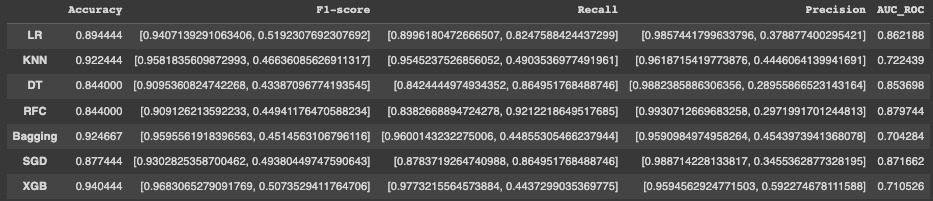 Accuracy F1-score Recall Precision AUC_ROC
LR 0.894444 [0.9407139291063406, 0.5192307692307692] [0.8996180472666507, 0.8247588424437299] [0.9857441799633796, 0.378877400295421] 0.862188
KNN 0.922444 [0.9581835609872993, 0.46636085626911317] [0.9545237526856052, 0.4903536977491961] [0.9618715419773876, 0.4446064139941691] 0.722439
DT 0.844000 [0.9095360824742268, 0.43387096774193545] [0.8424444974934352, 0.864951768488746] [0.9882385886306356, 0.28955866523143164] 0.853698
RFC 0.844000 [0.909126213592233, 0.44941176470588234] [0.8382668894724278, 0.9212218649517685] [0.9930712669683258, 0.2971991701244813] 0.879744
Bagging 0.924667 [0.9595561918396563, 0.4514563106796116] [0.9600143232275006, 0.44855305466237944] [0.9590984974958264, 0.4543973941368078] 0.704284
SGD 0.877444 [0.9302825358700462, 0.49380449747590643] [0.8783719264740988, 0.864951768488746] [0.988714228133817, 0.3455362877328195] 0.871662
XGB 0.940444 [0.9683065279091769, 0.5073529411764706] [0.9773215564573884, 0.4437299035369775] [0.9594562924771503, 0.592274678111588] 0.710526